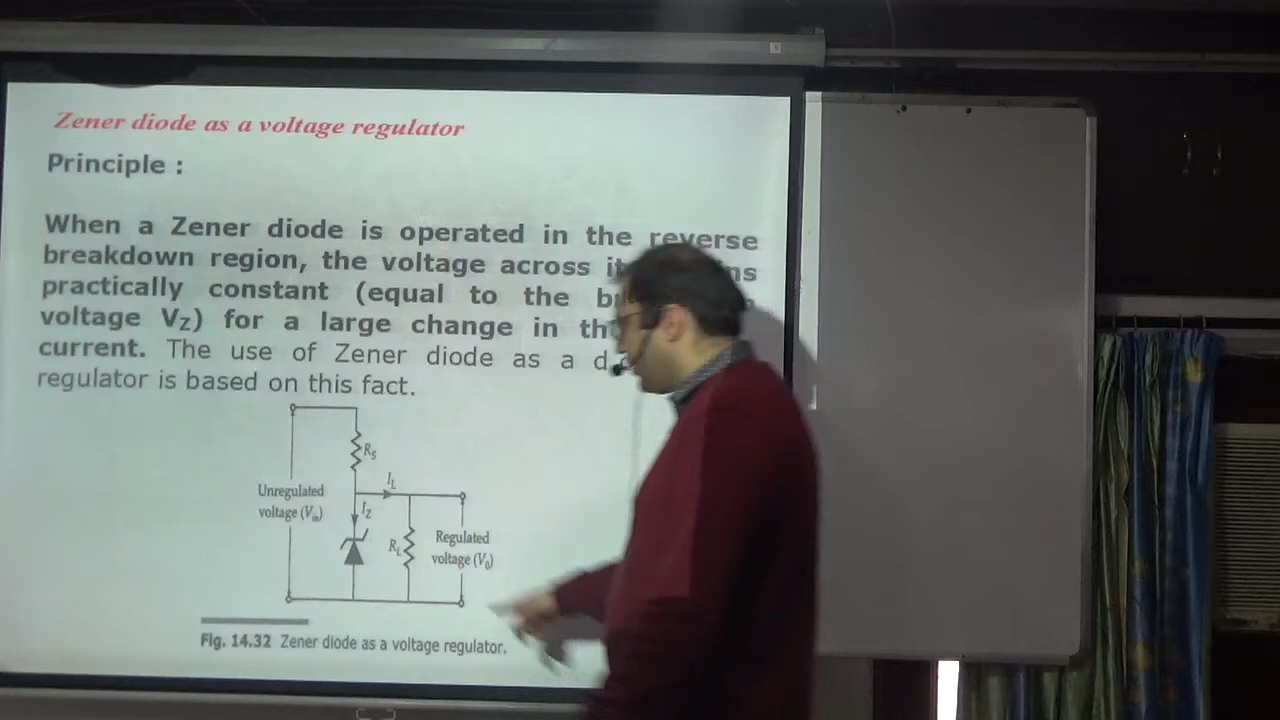 Zener diode as a voltage regulator
Principle :
When a Zener diode is operated in the reverse
breakdown region, the voltage across
practically constant (equal to the
voltage VZ) for a large change in
current. The use of Zener diode as a
regulator is based on this fact.
RS
IL
Unregulated
voltage (Vin)
IZ
RL
Regulated
voltage (V0)
Fig. 14.32 Zener diode as a voltage regulator.